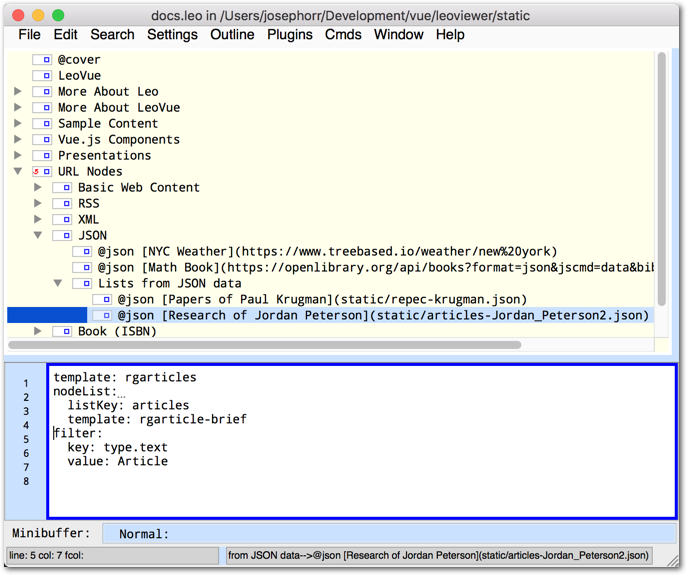 docs.leo in /Users/josephorr/Development/vue/leoviewer/static
File Edit Search Settings Outline Plugins Cmds Window Help
@cover
LeoVue
More About Leo
More About LeoVue
Sample Content
Vue.js Components
Presentations
URL Nodes
Basic Web Content
RSS
XML
JSON
@json [NYC Weather](https://www.treebased.io/weather/new%20york)
@json [Math Book](https://openlibrary.org/api/books?format=json&jscmd=data&bib
Lists from JSON data
@json [Papers of Paul Krugman](static/repec-krugman.json)
@json [Research of Jordan Peterson](static/articles-Jordan_Peterson2.json)
Book (ISBN)
1 template: rgarticles
2 nodeList:
3 listKey: articles
4 template: rgarticle-brief
5 filter:
6 key: type.text
7 value: Article
8
Minibuffer: Normal:
line: 5 col: 7 fcol: from JSON data-->@json [Research of Jordan Peterson](static/articles-Jordan_Peterson2.json)